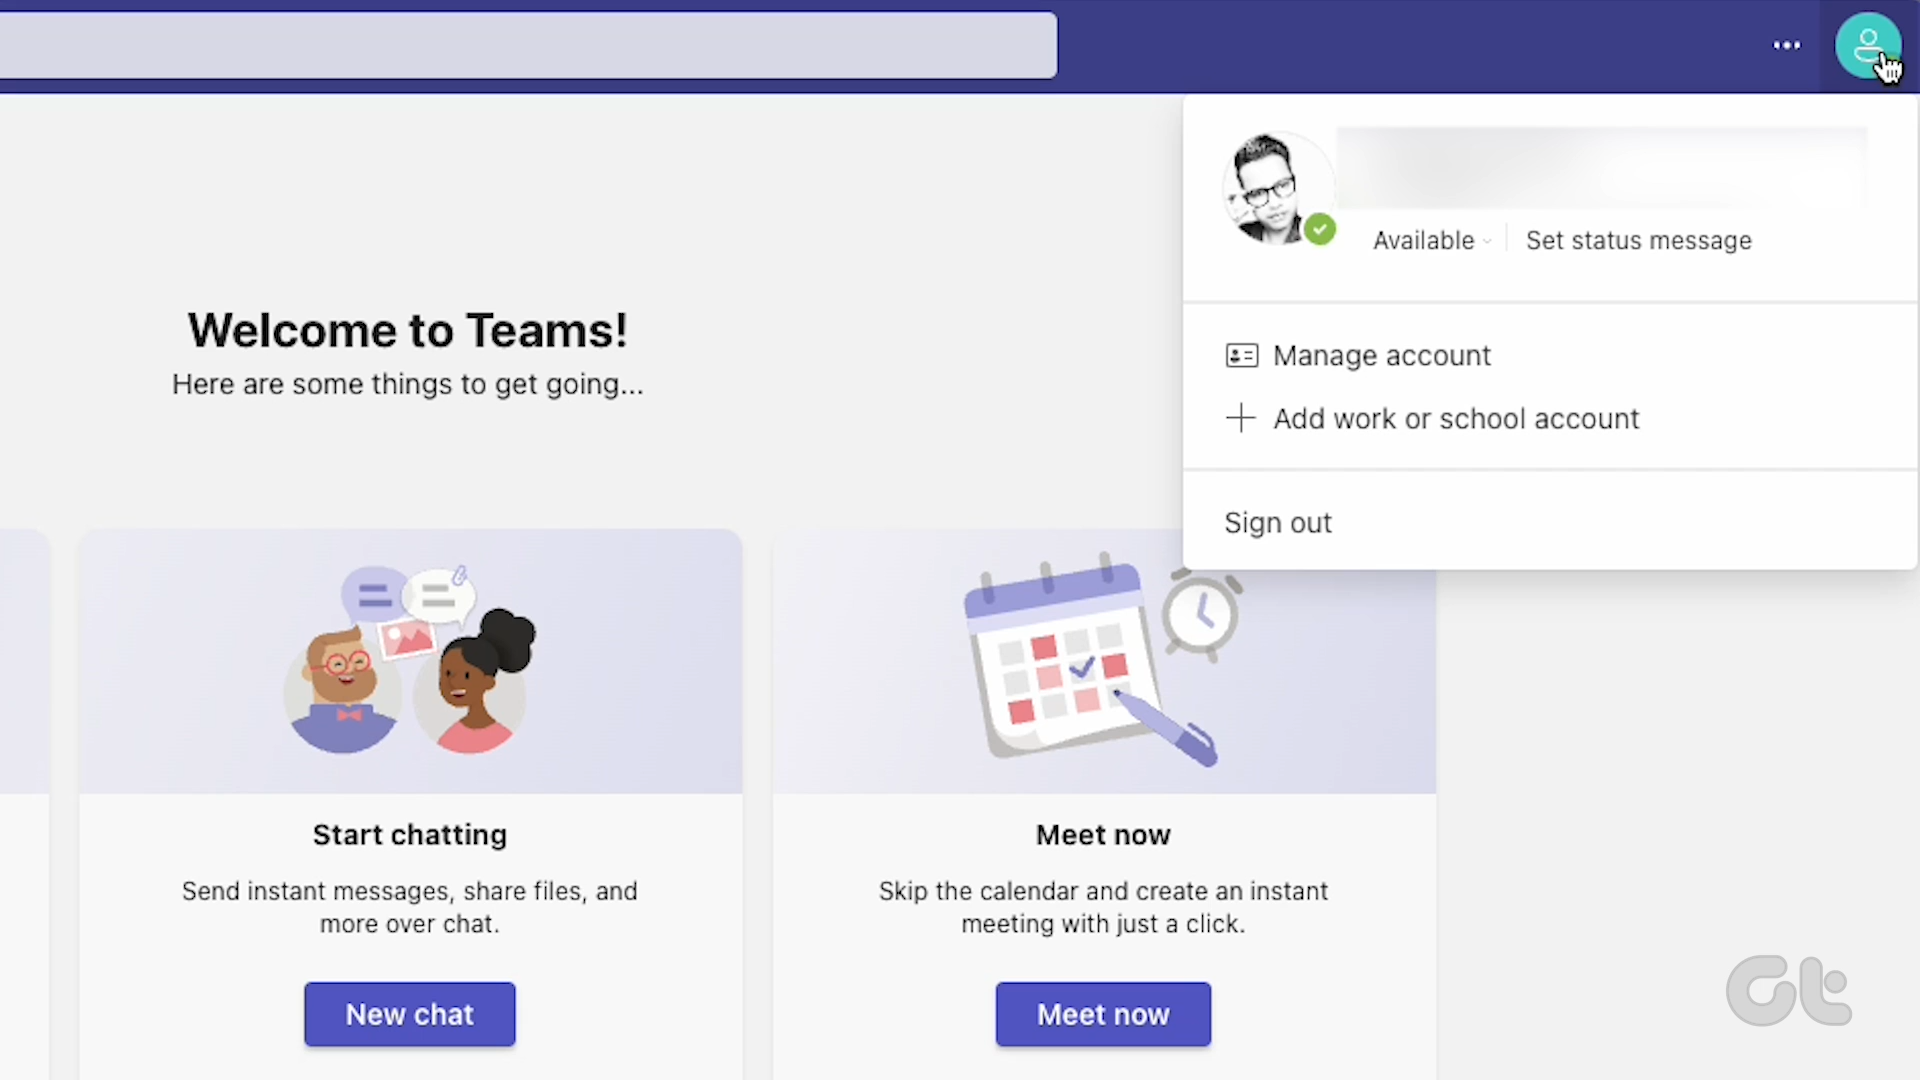 Available
Set status message
Welcome to Teams!
Here are some things to get going...
Manage account
Add work or school account
Sign out
Start chatting
Send instant messages, share files, and
more over chat.
New chat
Meet now
Skip the calendar and create an instant
meeting with just a click.
Meet now
Gt